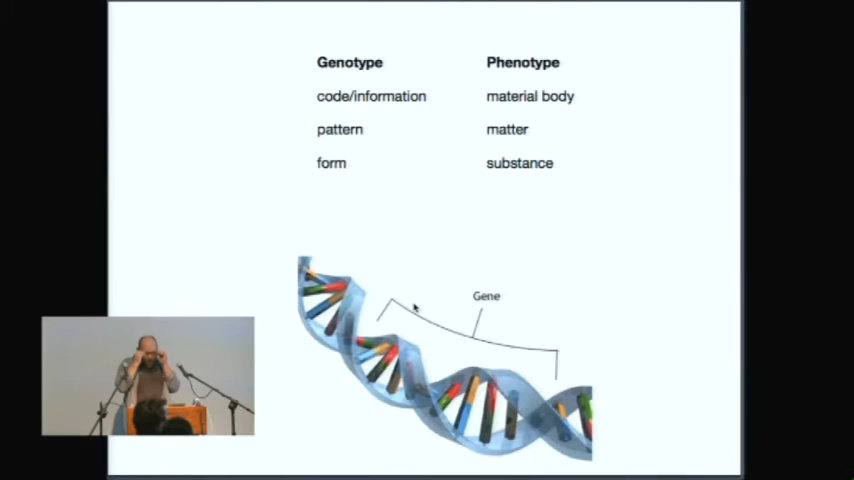 Genotype Phenotype
code/information material body
pattern matter
form substance
Gene